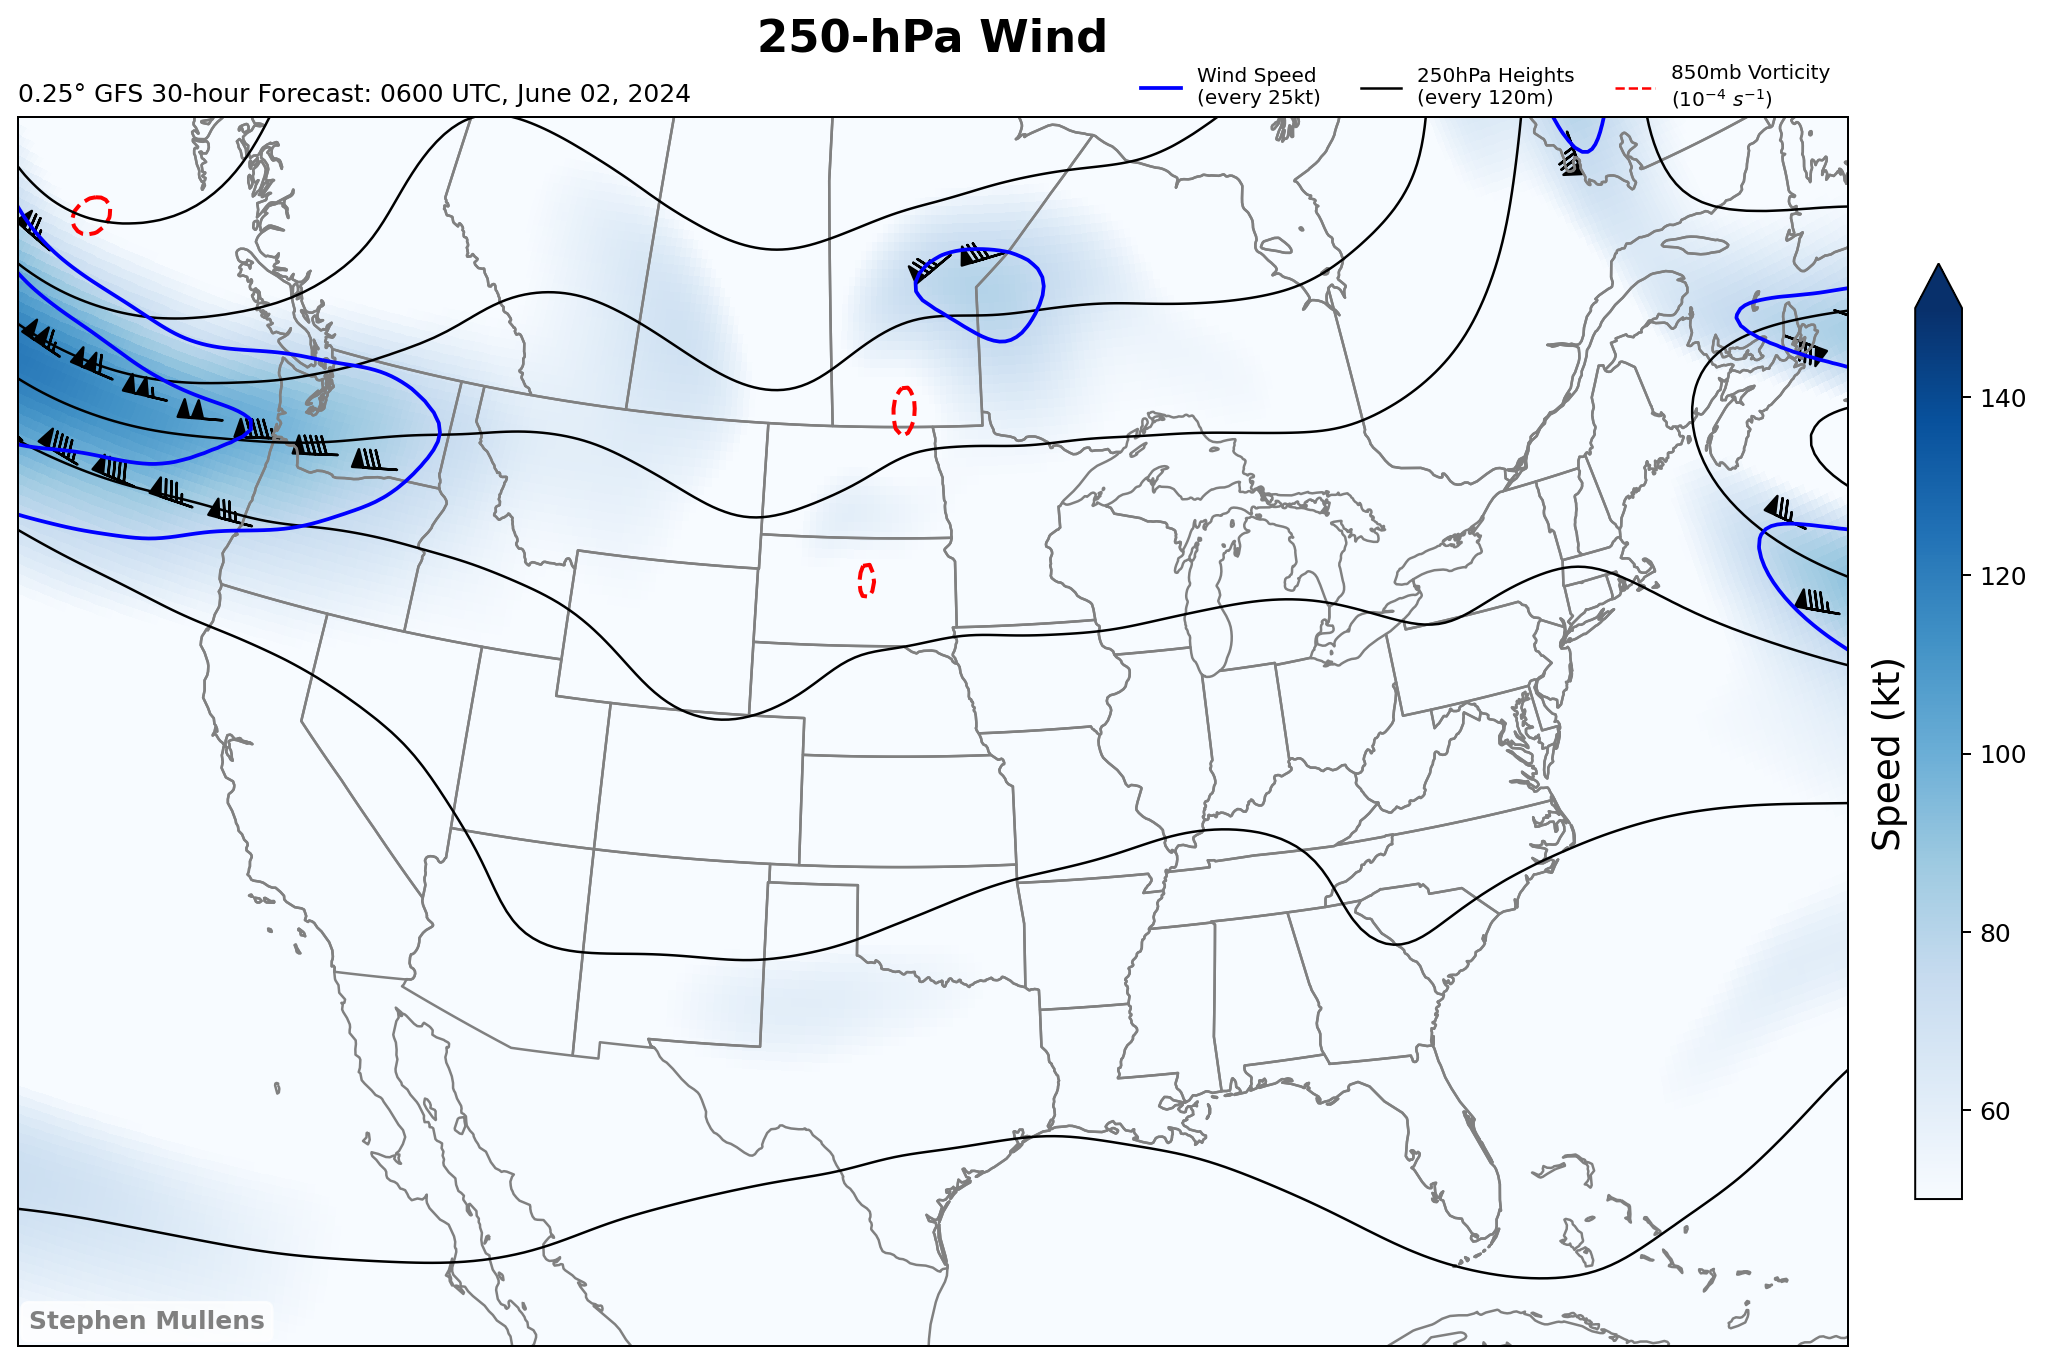 250-hPa Wind
0.25° GFS 30-hour Forecast: 0600 UTC, June 02, 2024
Wind Speed
(every 25kt)
250hPa Heights
(every 120m)
850mb Vorticity
(10⁻⁴ s⁻¹)
140
120
100
80
60
Speed (kt)
Stephen Mullens